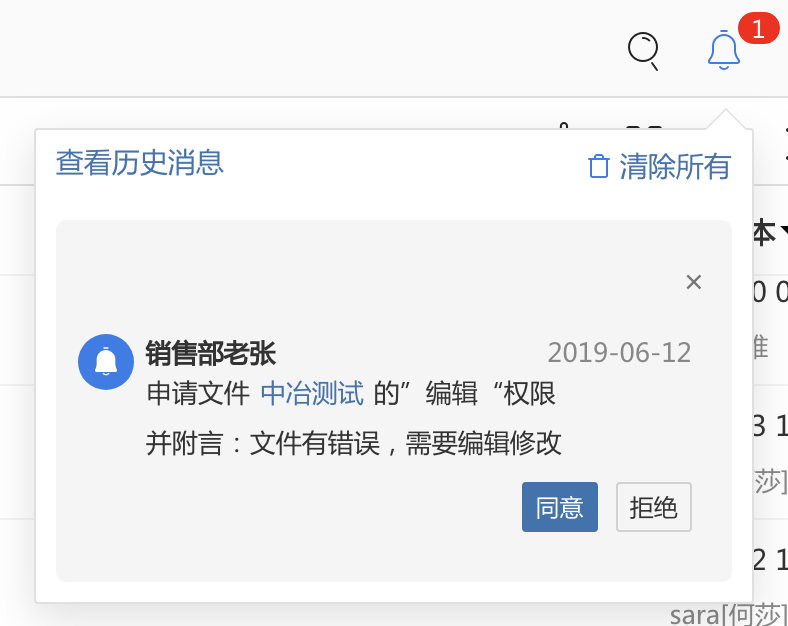 1
查看历史消息
清除所有
本
×
0 0
销售部老张
2019-06-12
申请文件 中冶测试 的”编辑“权限
3 1
并附言：文件有错误，需要编辑修改
莎]
同意
拒绝
2 1
sara[何莎]